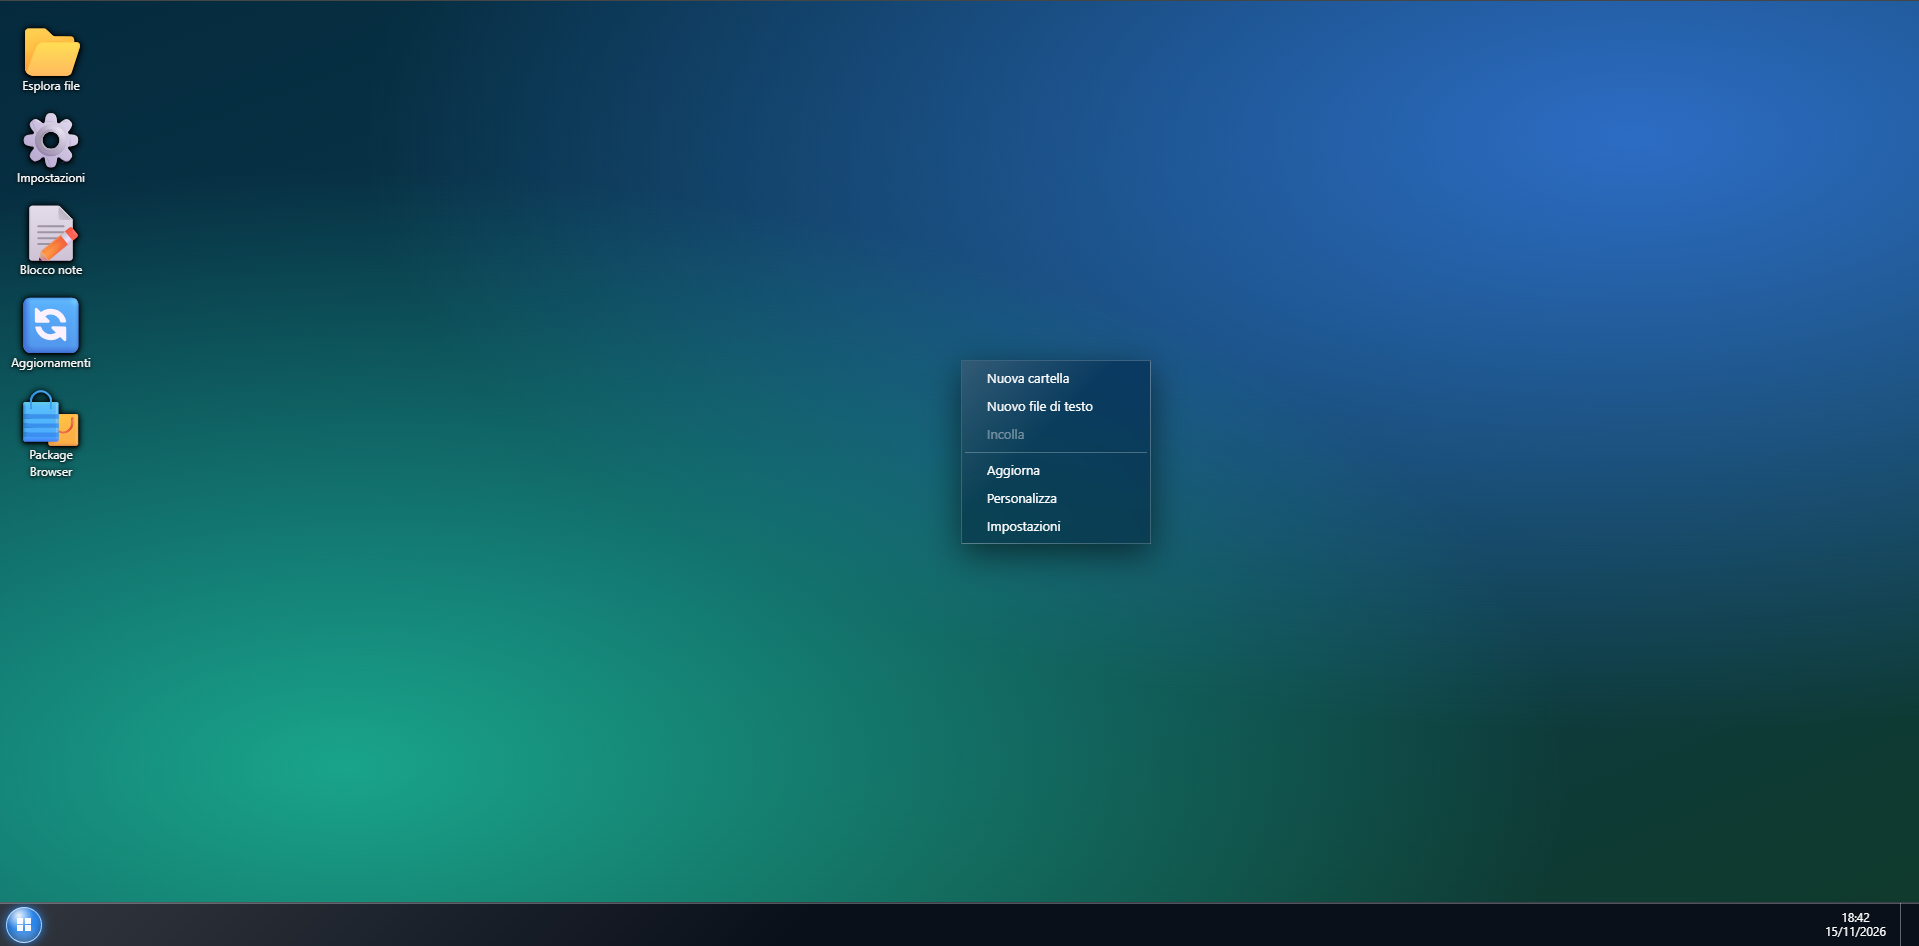 Esplora file
Impostazioni
Blocco note
Aggiornamenti
Package
Browser
Nuova cartella
Nuovo file di testo
Incolla
Aggiorna
Personalizza
Impostazioni
18:42
15/11/2026